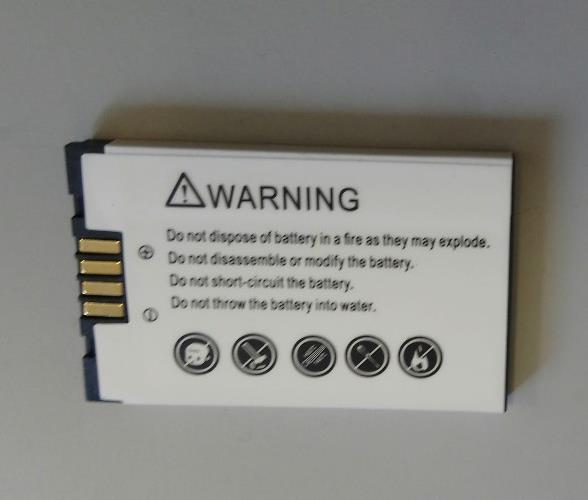 WARNING
Do not dispose of battery in a fire as they may explode.
Do not disassemble or modify the battery.
Do not short-circuit the battery.
Do not throw the battery into water.